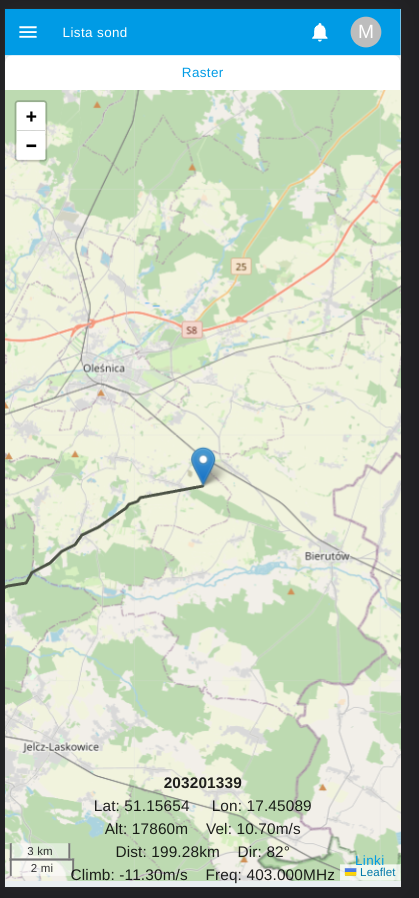 Lista sond
M
Raster
+
−
25
S8
Oleśnica
Bierutów
Jelcz-Laskowice
203201339
Lat: 51.15654 Lon: 17.45089
Alt: 17860m Vel: 10.70m/s
Dist: 199.28km Dir: 82°
Climb: -11.30m/s Freq: 403.000MHz
3 km
2 mi
Linki
Leaflet